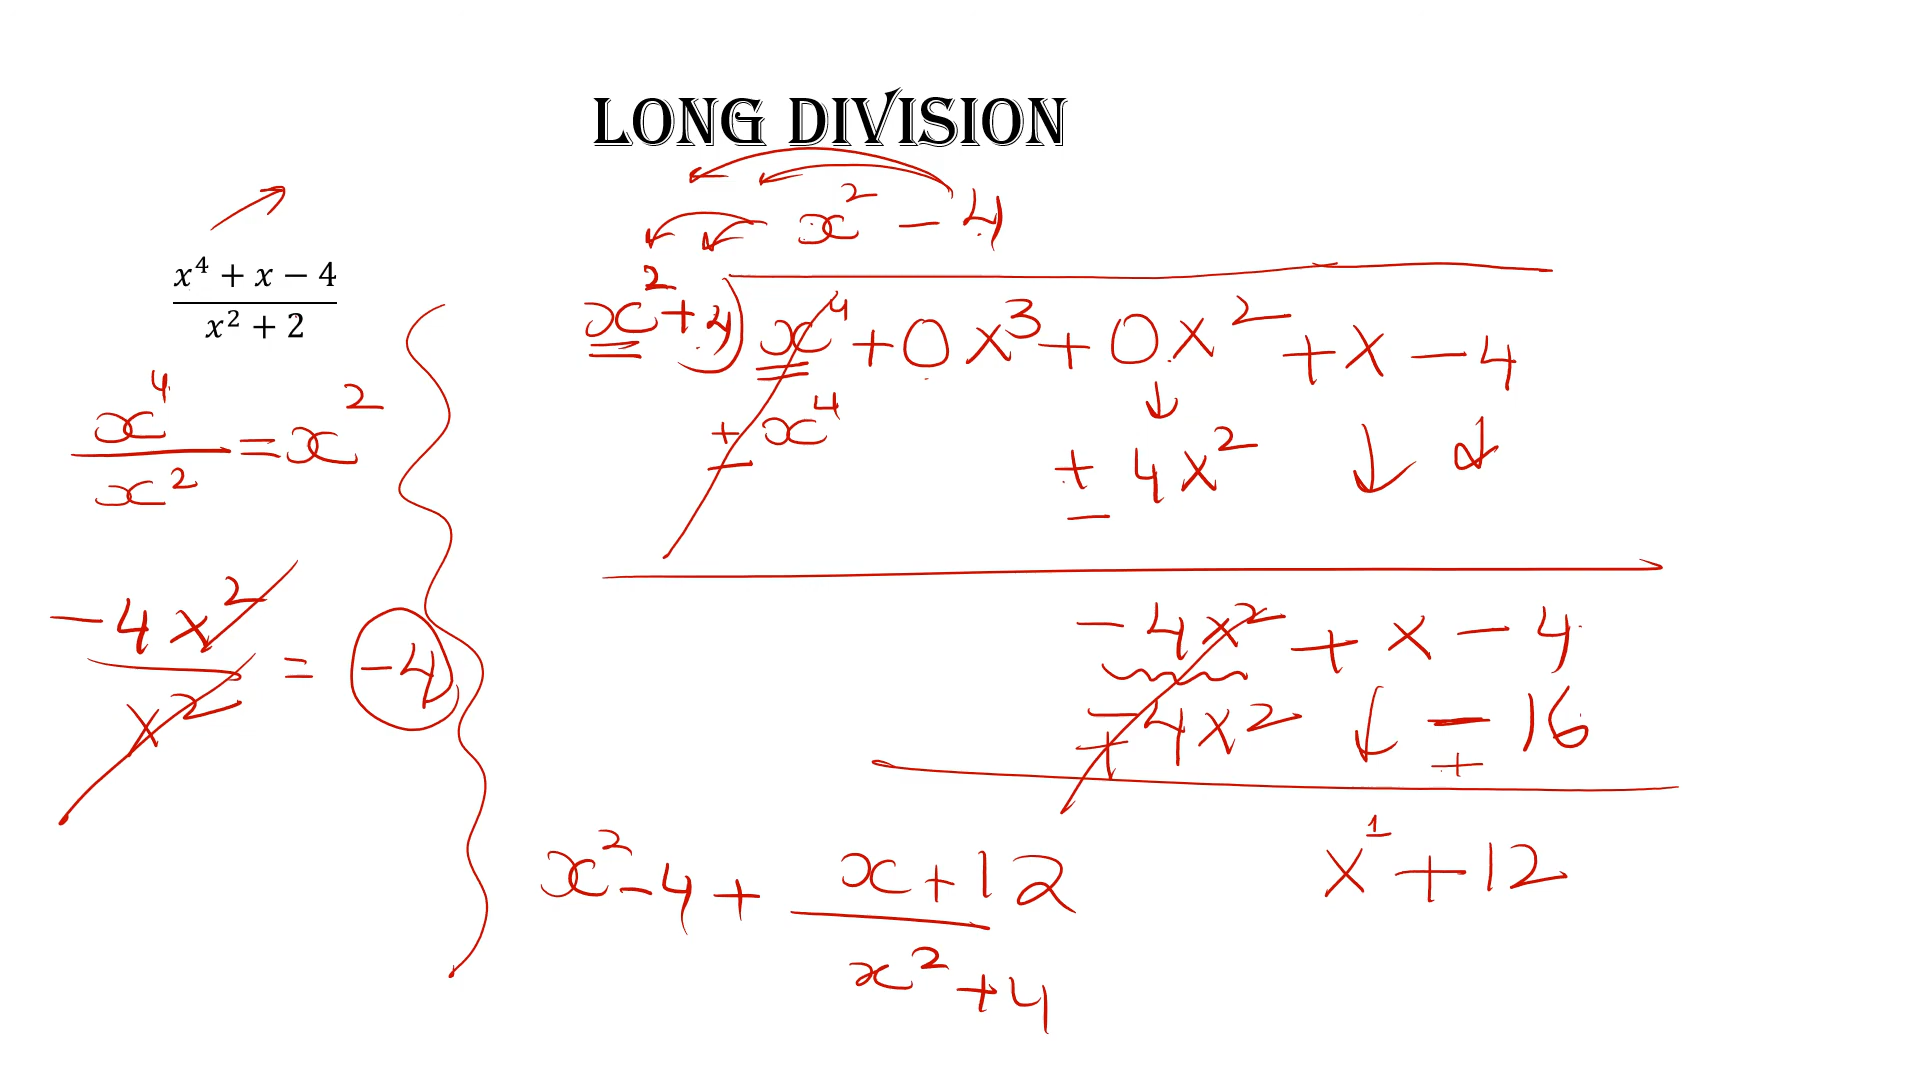 LONG DIVISION
x² - 4
x⁴ + x − 4
x² + 2
x² + 4) x⁴ + 0x³ + 0x² + x - 4
x⁴ / x² = x²
± x⁴ ± 4x²
-4x² / x² = -4
-4x² + x - 4
-4x² - 16
+ +
x¹ + 12
x² - 4 + x + 12
x² + 4